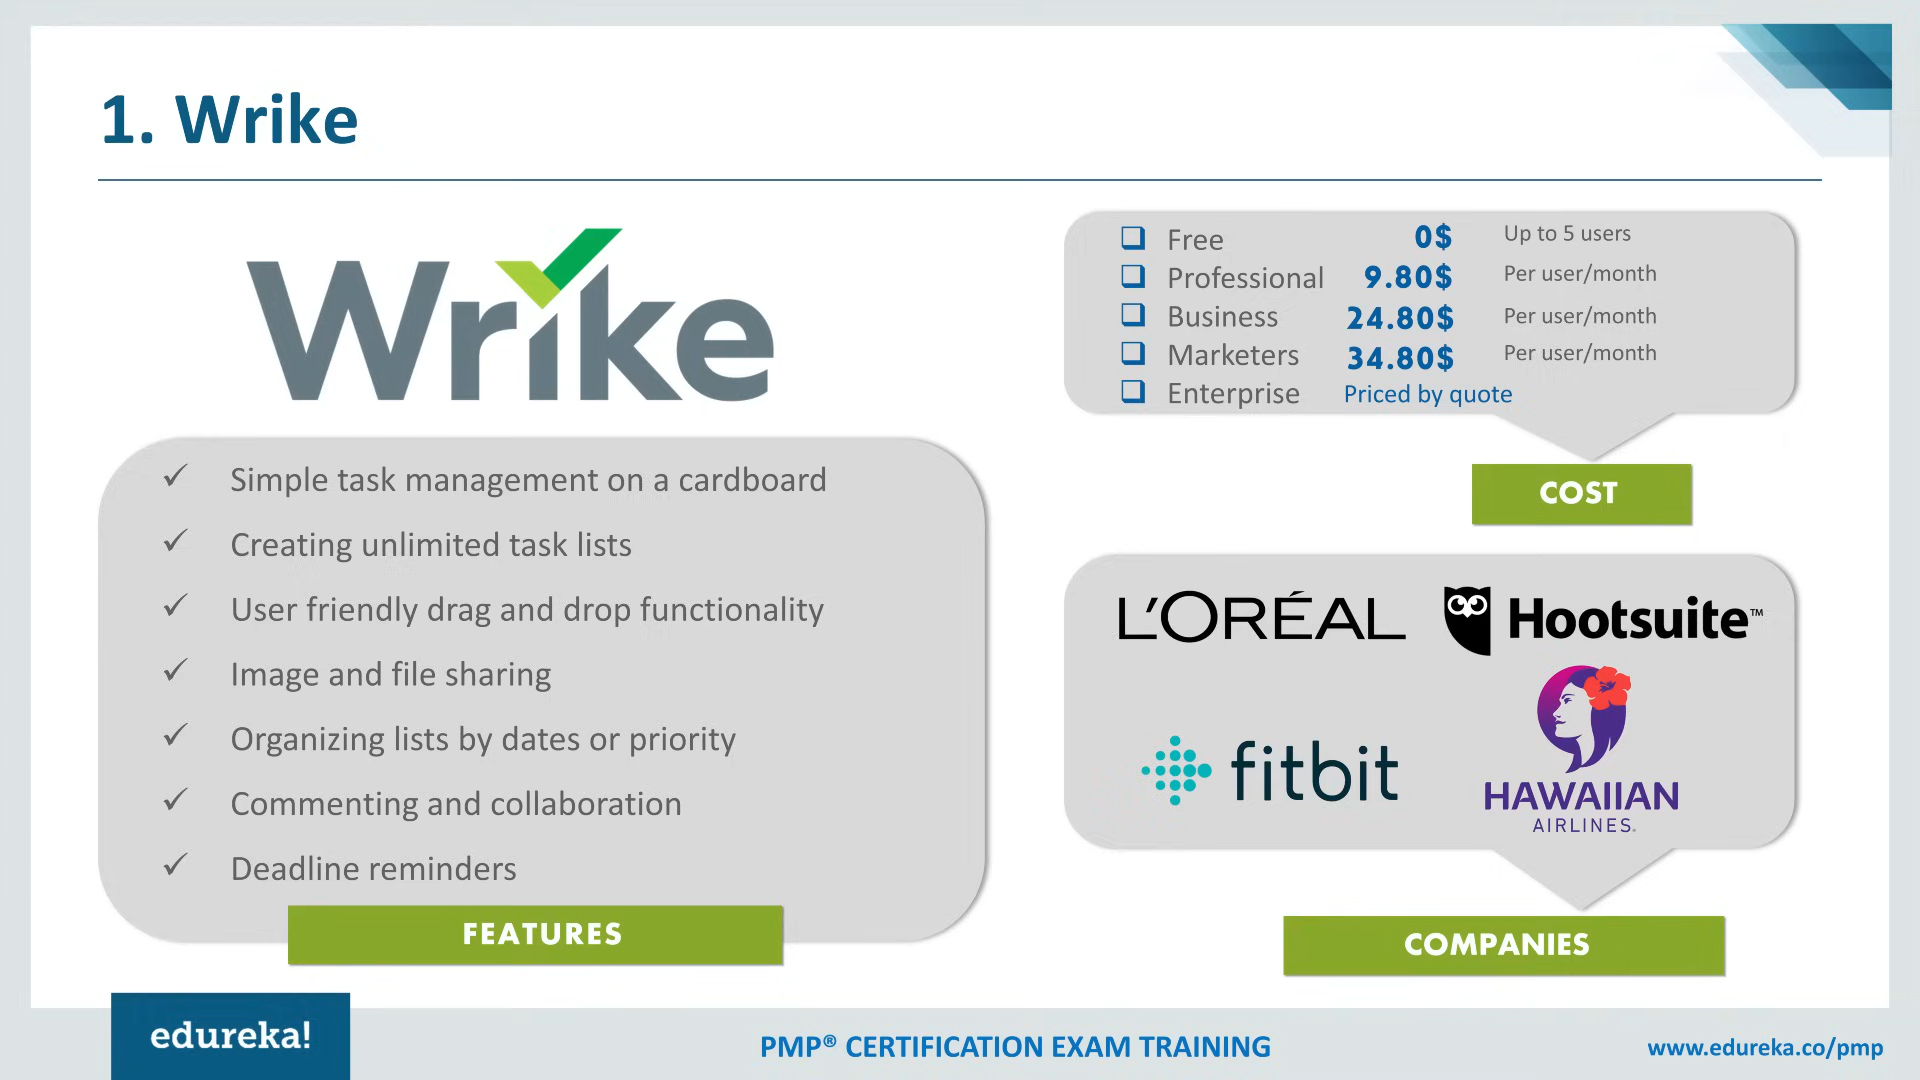 1. Wrike
Wrike
Simple task management on a cardboard
Creating unlimited task lists
User friendly drag and drop functionality
Image and file sharing
Organizing lists by dates or priority
Commenting and collaboration
Deadline reminders
FEATURES
Free 0$ Up to 5 users
Professional 9.80$ Per user/month
Business 24.80$ Per user/month
Marketers 34.80$ Per user/month
Enterprise Priced by quote
COST
L'ORÉAL
Hootsuite™
fitbit
HAWAIIAN
AIRLINES.
COMPANIES
edureka!
PMP® CERTIFICATION EXAM TRAINING
www.edureka.co/pmp